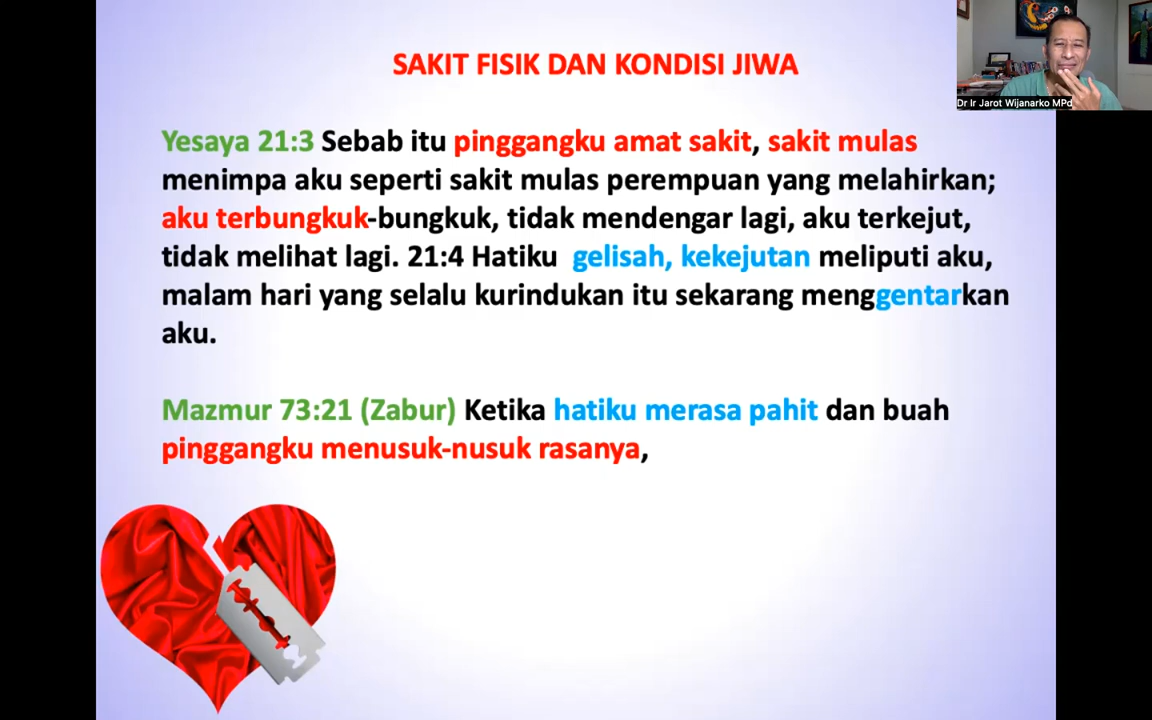 SAKIT FISIK DAN KONDISI JIWA
Dr Ir Jarot Wijanarko MPd
Yesaya 21:3 Sebab itu pinggangku amat sakit, sakit mulas
menimpa aku seperti sakit mulas perempuan yang melahirkan;
aku terbungkuk-bungkuk, tidak mendengar lagi, aku terkejut,
tidak melihat lagi. 21:4 Hatiku gelisah, kekejutan meliputi aku,
malam hari yang selalu kurindukan itu sekarang menggentarkan
aku.
Mazmur 73:21 (Zabur) Ketika hatiku merasa pahit dan buah
pinggangku menusuk-nusuk rasanya,